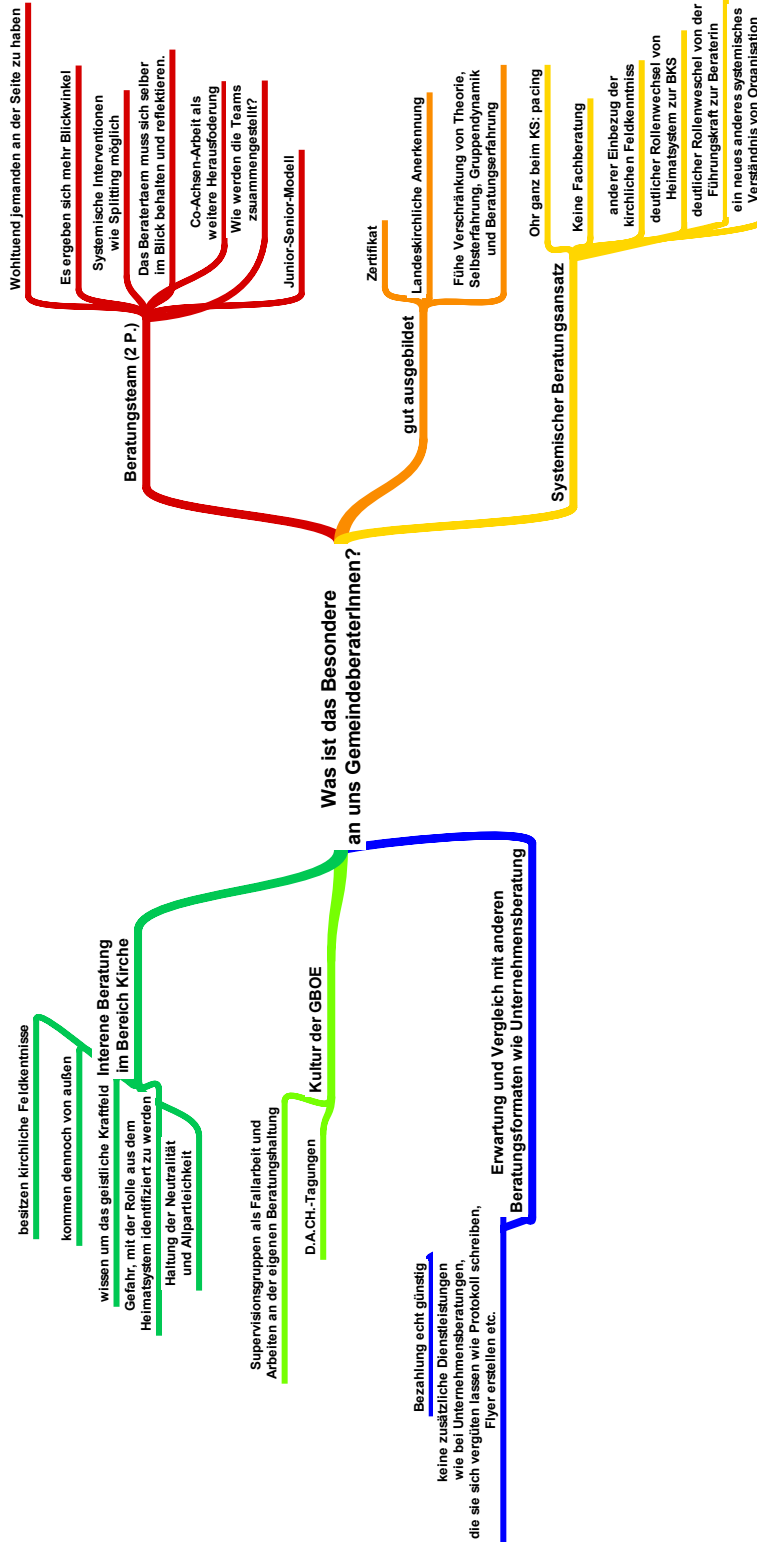 Was ist das Besondere
an uns GemeindeberaterInnen?
Beratungsteam (2 P.)
Wohltuend jemanden an der Seite zu haben
Es ergeben sich mehr Blickwinkel
Systemische Interventionen
wie Splitting möglich
Das Beratertaem muss sich selber
im Blick behalten und reflektieren.
Co-Achsen-Arbeit als
weitere Herausfoderung
Wie werden die Teams
zsuammengestellt?
Junior-Senior-Modell
gut ausgebildet
Zertifikat
Landeskirchliche Anerkennung
Fühe Verschränkung von Theorie,
Selbsterfahrung, Gruppendynamik
und Beratungserfahrung
Systemischer Beratungsansatz
Ohr ganz beim KS: pacing
Keine Fachberatung
anderer Einbezug der
kirchlichen Feldkenntniss
deutlicher Rollenwechsel von
Heimatsystem zur BKS
deutlicher Rollenweschel von der
Führungskraft zur Beraterin
ein neues anderes systemisches
Verständnis von Organisation
Interene Beratung
im Bereich Kirche
besitzen kirchliche Feldkentnisse
kommen dennoch von außen
wissen um das geistliche Kraftfeld
Gefahr, mit der Rolle aus dem
Heimatsystem identifiziert zu werden
Haltung der Neutralität
und Allpartleichkeit
Kultur der GBOE
Supervisionsgruppen als Fallarbeit und
Arbeiten an der eigenen Beratungshaltung
D.A.CH.-Tagungen
Erwartung und Vergleich mit anderen
Beratungsformaten wie Unternehmensberatung
Bezahlung echt günstig
keine zusätzliche Dienstleistungen
wie bei Unternehmensberatungen,
die sie sich vergüten lassen wie Protokoll schreiben,
Flyer erstellen etc.